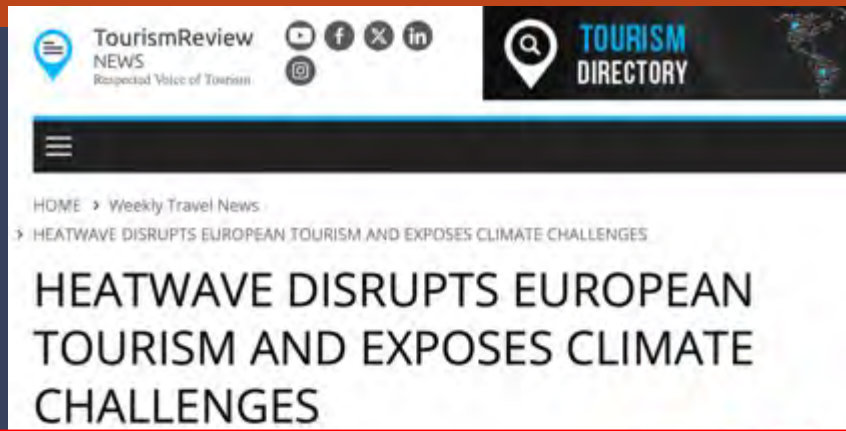 TourismReview
NEWS
Respected Voice of Tourism
TOURISM
DIRECTORY
HOME > Weekly Travel News
> HEATWAVE DISRUPTS EUROPEAN TOURISM AND EXPOSES CLIMATE CHALLENGES
HEATWAVE DISRUPTS EUROPEAN
TOURISM AND EXPOSES CLIMATE
CHALLENGES